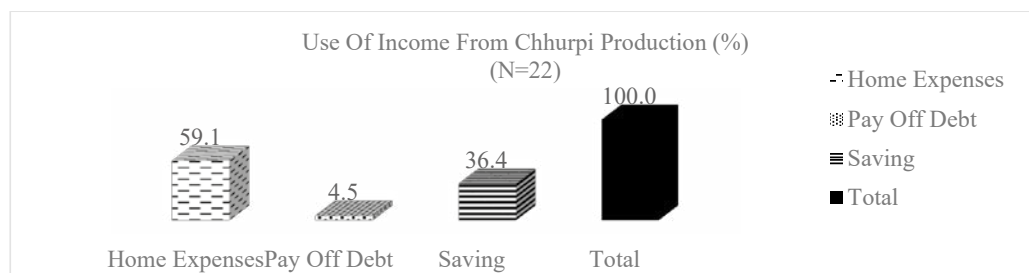 Use Of Income From Chhurpi Production (%)
(N=22)
100.0
59.1
36.4
4.5
Home Expenses
Pay Off Debt
Saving
Total
Home Expenses Pay Off Debt Saving Total